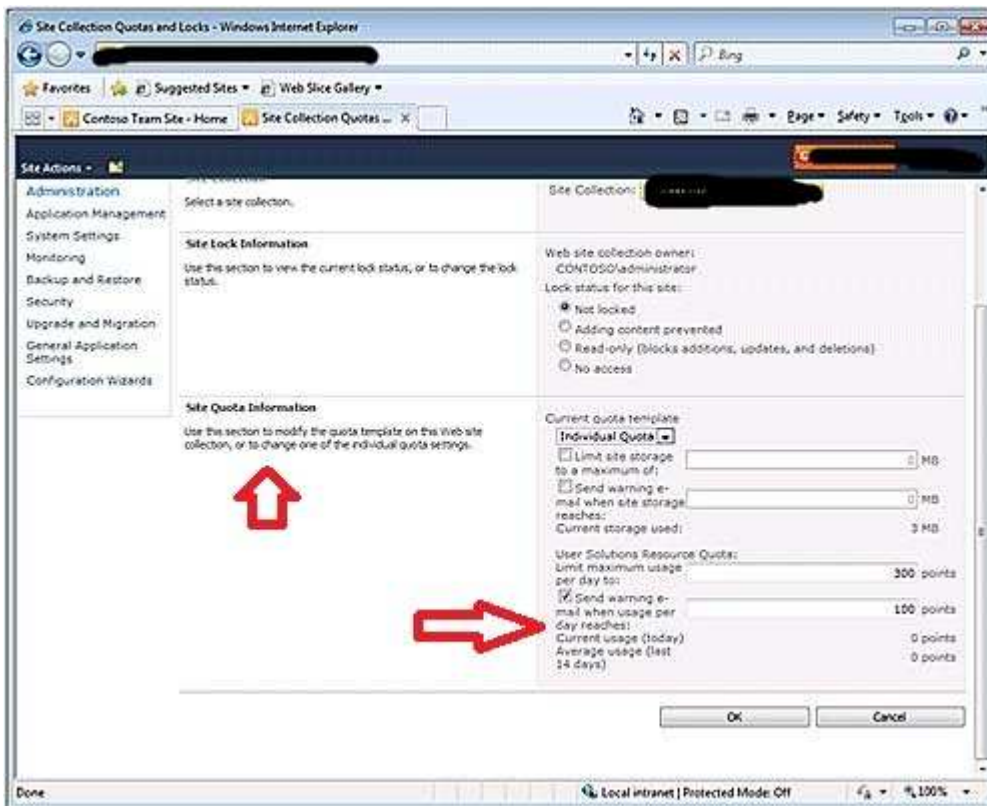 Site Collection Quotas and Locks - Windows Internet Explorer
Bing
Favorites Suggested Sites Web Slice Gallery
Contoso Team Site - Home Site Collection Quotas ... X Page Safety Tools
Site Actions
Administration
Application Management
System Settings
Monitoring
Backup and Restore
Security
Upgrade and Migration
General Application
Settings
Configuration Wizards
Select a site collection.
Site Collection:
Site Lock Information
Use this section to view the current lock status, or to change the lock
status.
Web site collection owner:
CONTOSO\administrator
Lock status for this site:
Not locked
Adding content prevented
Read-only (blocks additions, updates, and deletions)
No access
Site Quota Information
Use this section to modify the quota template on this Web site
collection, or to change one of the individual quota settings.
Current quota template
Individual Quota
Limit site storage
to a maximum of: 0 MB
Send warning e-
mail when site storage
reaches: 0 MB
Current storage used: 3 MB
User Solutions Resource Quota:
Limit maximum usage
per day to: 300 points
Send warning e-
mail when usage per
day reaches: 100 points
Current usage (today) 0 points
Average usage (last
14 days) 0 points
OK Cancel
Done Local intranet | Protected Mode: Off 100%